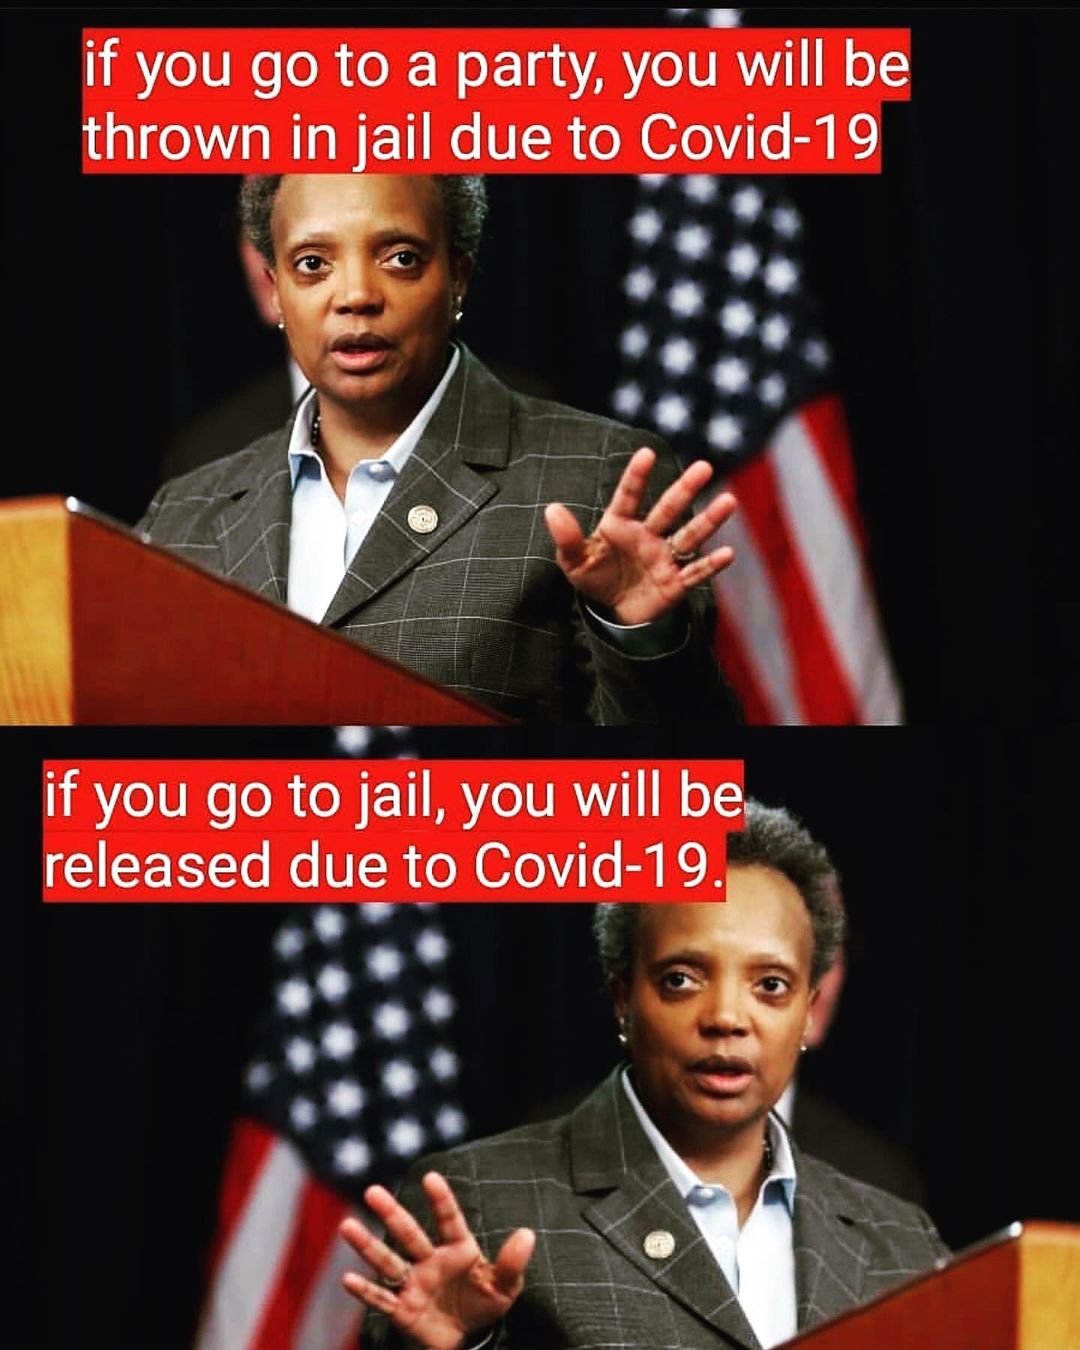 if you go to a party, you will be
thrown in jail due to Covid-19
if you go to jail, you will be
released due to Covid-19.